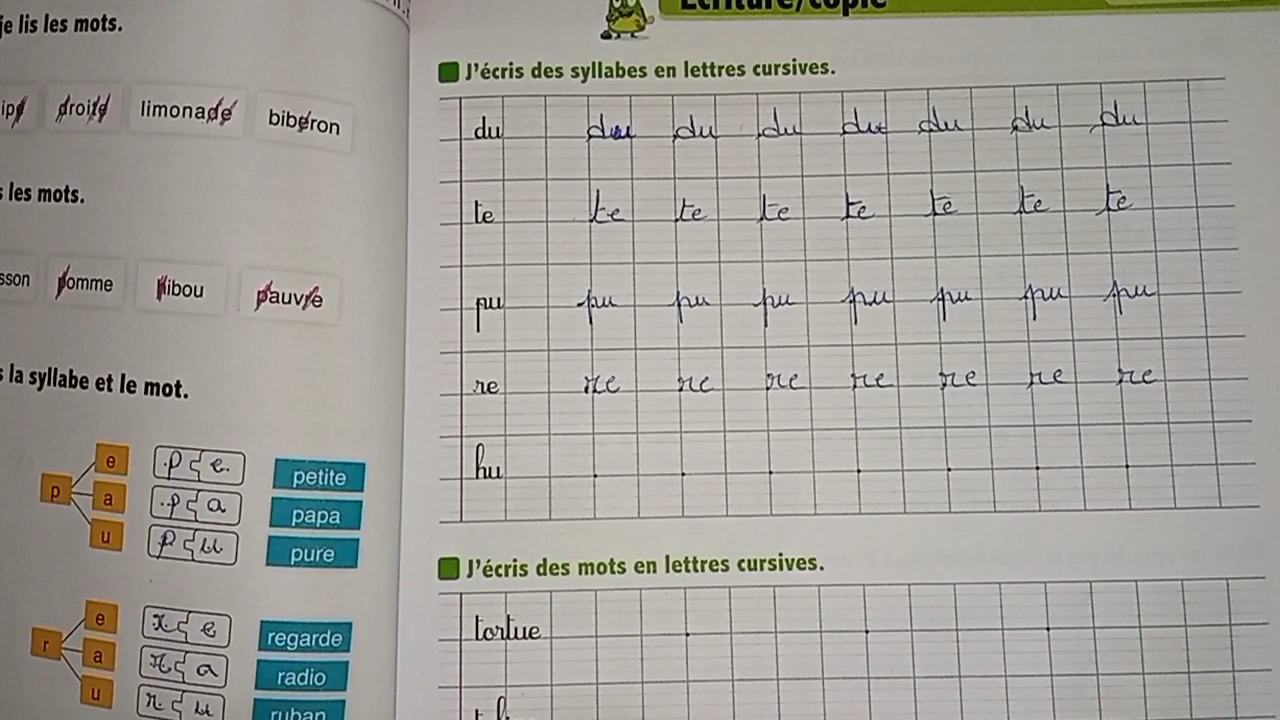 je lis les mots.
droite limonade biberon
les mots.
sson pomme hibou pauvre
la syllabe et le mot.
e p e petite
p a p a papa
u p u pure
e r e regarde
r a r a radio
u r u ruban
Écriture/copie
J'écris des syllabes en lettres cursives.
du du du du du du du du
te te te te te te te te
pu pu pu pu pu pu pu pu
re re re re re re re re
hu
J'écris des mots en lettres cursives.
tortue